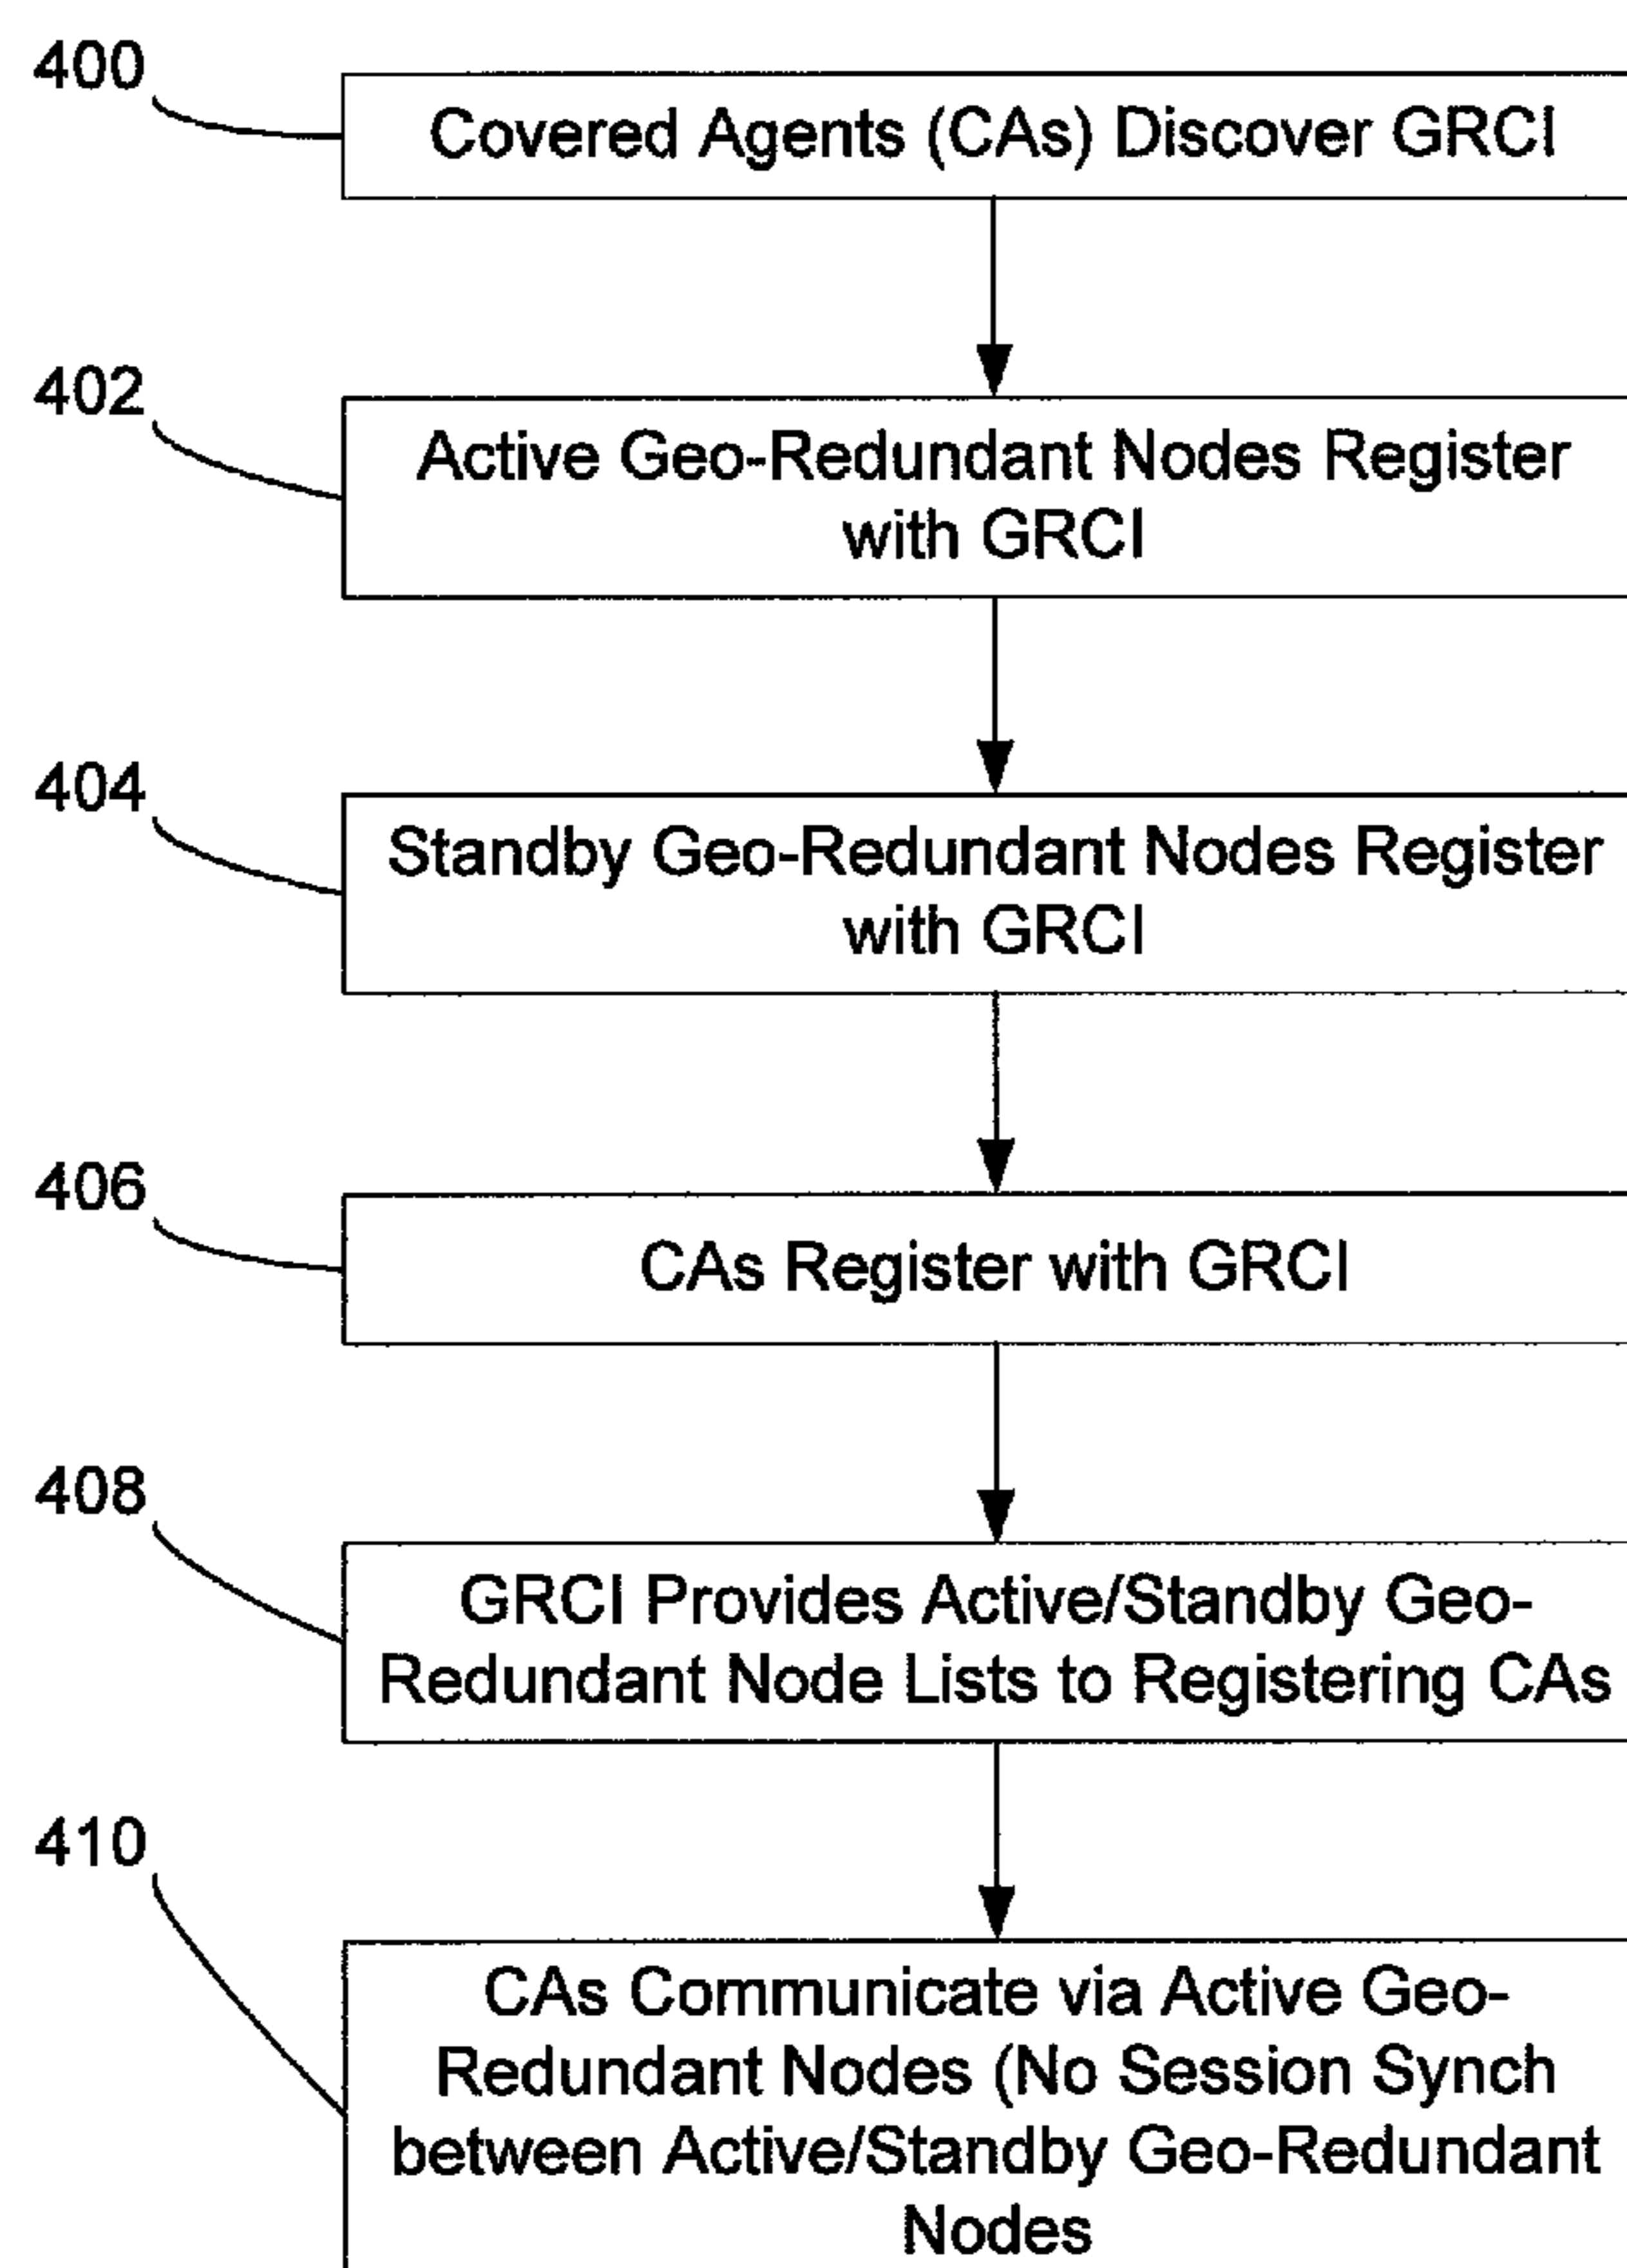 400
Covered Agents (CAs) Discover GRCI
402
Active Geo-Redundant Nodes Register
with GRCI
404
Standby Geo-Redundant Nodes Register
with GRCI
406
CAs Register with GRCI
408
GRCI Provides Active/Standby Geo-
Redundant Node Lists to Registering CAs
410
CAs Communicate via Active Geo-
Redundant Nodes (No Session Synch
between Active/Standby Geo-Redundant
Nodes